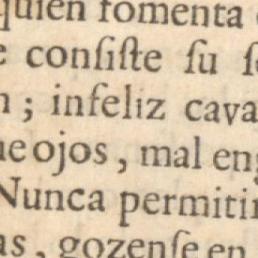 quien fomenta
e conſiſte ſu ſ
; infeliz cava
ne ojos, mal eng
Nunca permitir
as, gozenſe en